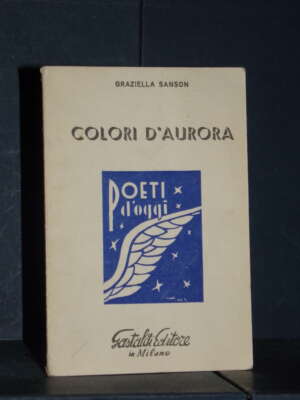 GRAZIELLA SANSON
COLORI D'AURORA
POETI
d'oggi
Gastaldi Editore
in Milano